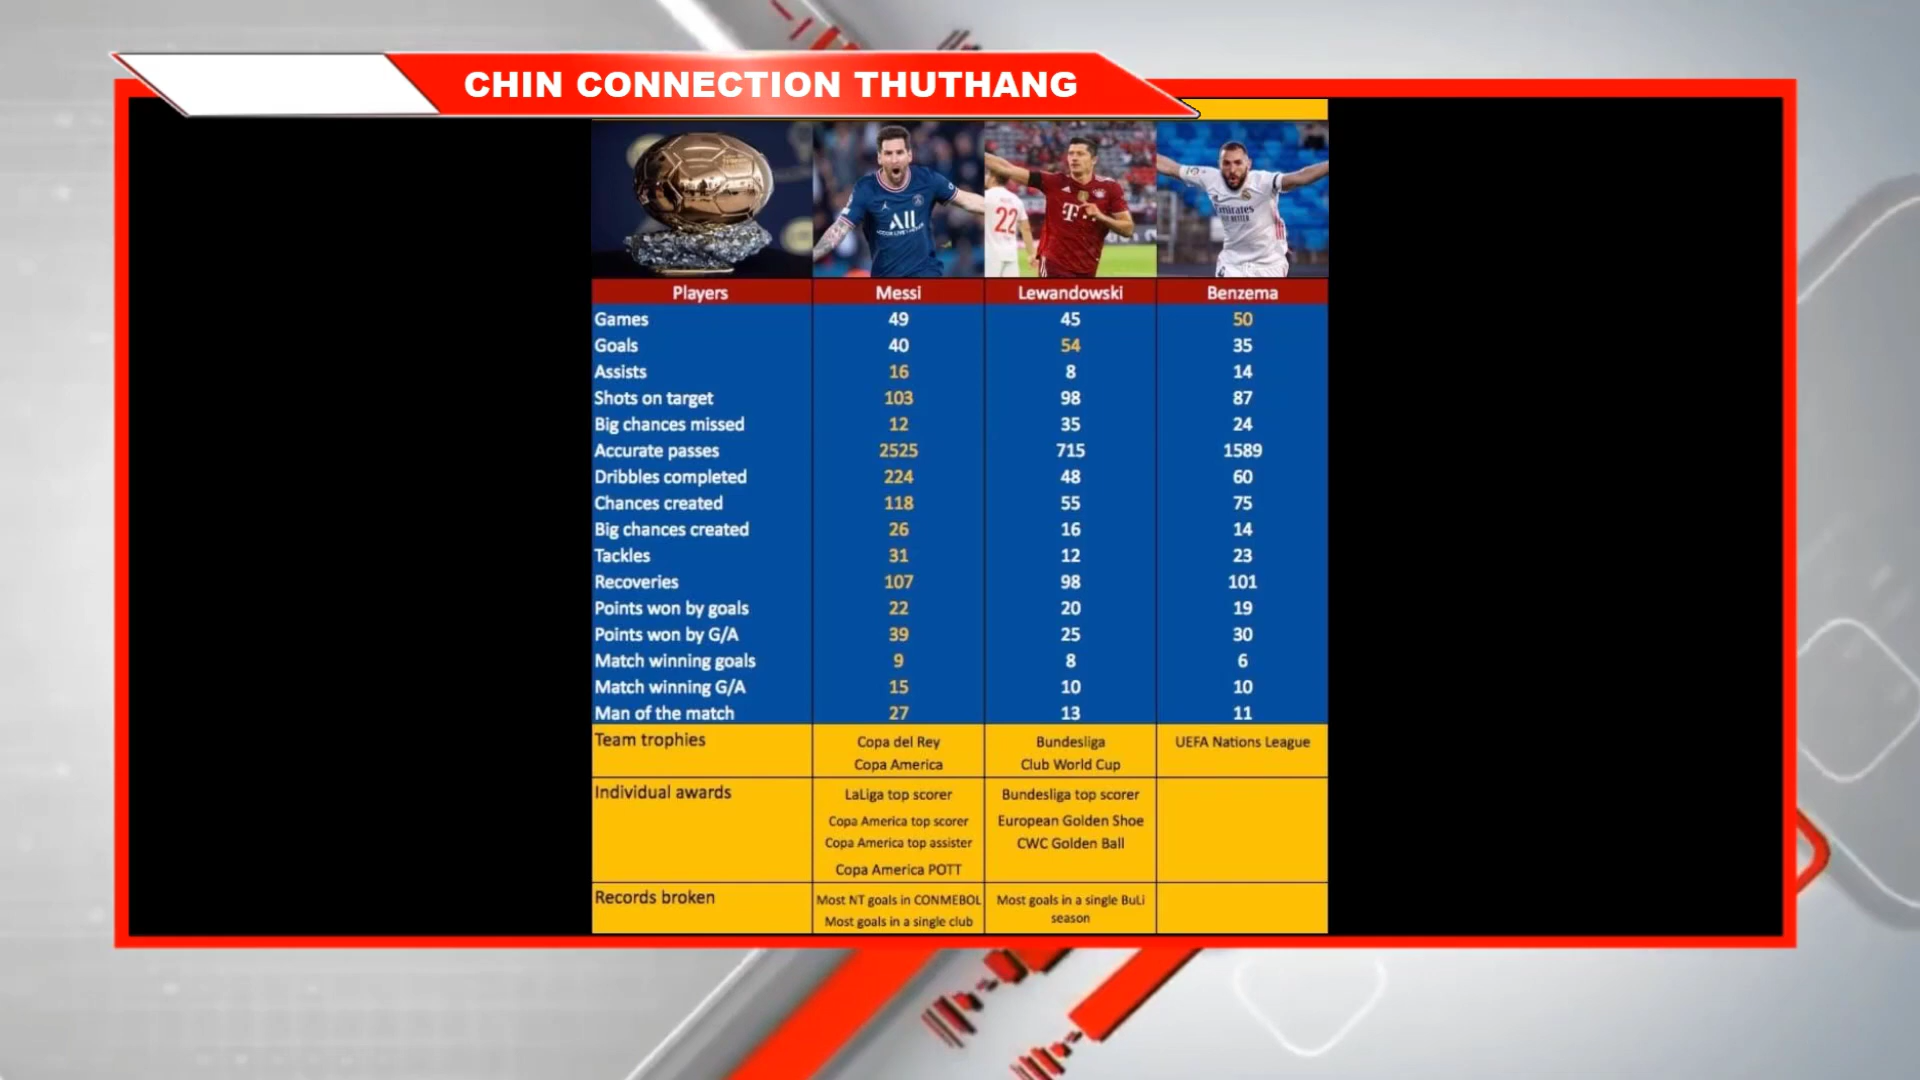 CHIN CONNECTION THUTHANG
22
Players Messi Lewandowski Benzema
Games 49 45 50
Goals 40 54 35
Assists 16 8 14
Shots on target 103 98 87
Big chances missed 12 35 24
Accurate passes 2525 715 1589
Dribbles completed 224 48 60
Chances created 118 55 75
Big chances created 26 16 14
Tackles 31 12 23
Recoveries 107 98 101
Points won by goals 22 20 19
Points won by G/A 39 25 30
Match winning goals 9 8 6
Match winning G/A 15 10 10
Man of the match 27 13 11
Team trophies Copa del Rey Bundesliga UEFA Nations League
Copa America Club World Cup
Individual awards LaLiga top scorer Bundesliga top scorer
Copa America top scorer European Golden Shoe
Copa America top assister CWC Golden Ball
Copa America POTT
Records broken Most NT goals in CONMEBOL Most goals in a single BuLi
Most goals in a single club season